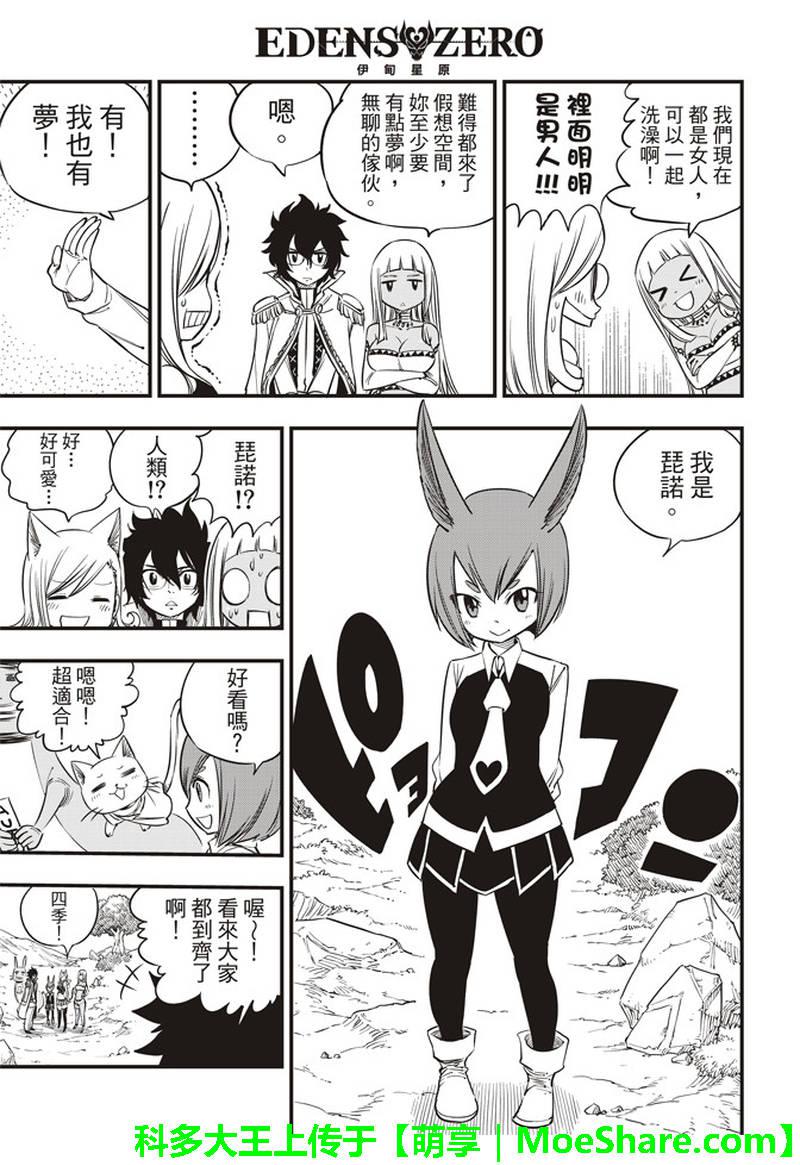 EDENS ZERO
伊甸星原
我們現在
都是女人，
可以一起
洗澡啊！
裡面明明
是男人!!!
難得都來了
假想空間，
妳至少要
有點夢啊，
無聊的傢伙。
嗯。
………
有！
我也有
夢！
我是
琵諾。
ピョコ！
琵諾!?
人類!?
好…
好可愛…
好看嗎？
嗯嗯！
超適合！
喔～！
看來大家
都到齊了
啊！
四季！
科多大王上传于【萌享 | MoeShare.com】